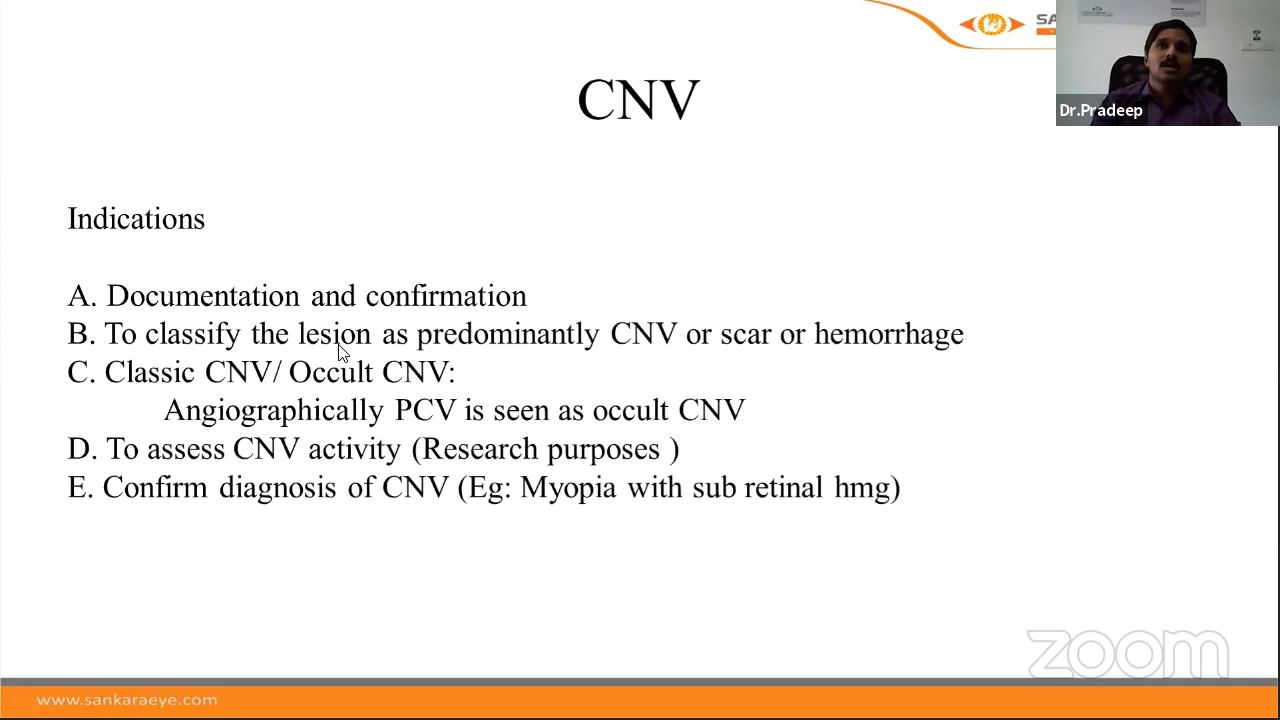 SA
Dr.Pradeep
CNV
Indications
A. Documentation and confirmation
B. To classify the lesion as predominantly CNV or scar or hemorrhage
C. Classic CNV/ Occult CNV:
Angiographically PCV is seen as occult CNV
D. To assess CNV activity (Research purposes )
E. Confirm diagnosis of CNV (Eg: Myopia with sub retinal hmg)
zoom
www.sankaraeye.com